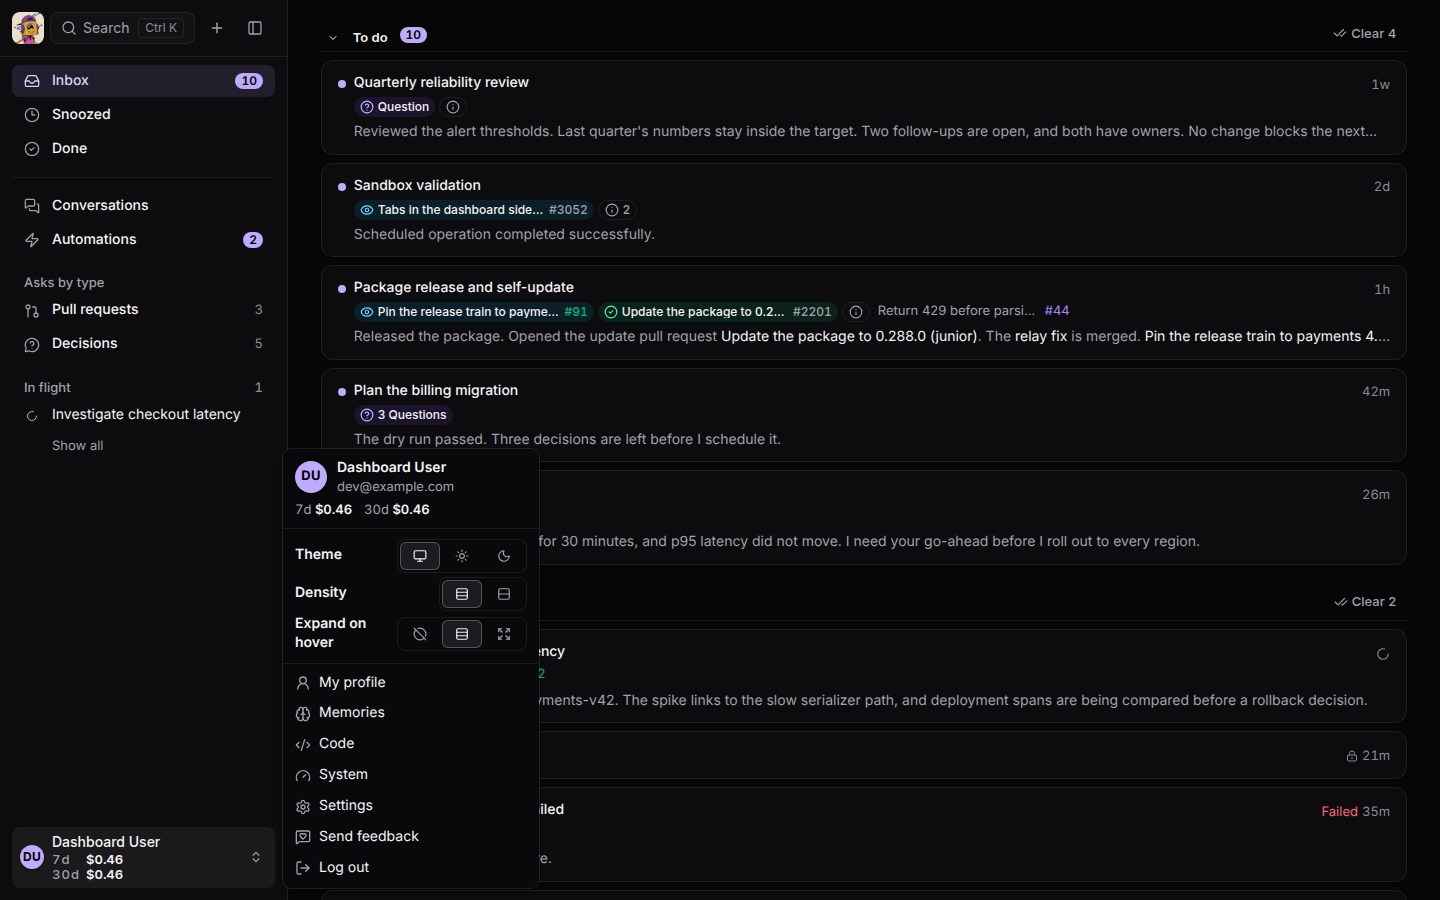 Search Ctrl K
Inbox 10
Snoozed
Done
Conversations
Automations 2
Asks by type
Pull requests 3
Decisions 5
In flight 1
Investigate checkout latency
Show all
DU Dashboard User
7d $0.46
30d $0.46
To do 10 Clear 4
Quarterly reliability review 1w
Question
Reviewed the alert thresholds. Last quarter's numbers stay inside the target. Two follow-ups are open, and both have owners. No change blocks the next...
Sandbox validation 2d
Tabs in the dashboard side... #3052 2
Scheduled operation completed successfully.
Package release and self-update 1h
Pin the release train to payme... #91 Update the package to 0.2... #2201 Return 429 before parsi... #44
Released the package. Opened the update pull request Update the package to 0.288.0 (junior). The relay fix is merged. Pin the release train to payments 4....
Plan the billing migration 42m
3 Questions
The dry run passed. Three decisions are left before I schedule it.
26m
for 30 minutes, and p95 latency did not move. I need your go-ahead before I roll out to every region.
Clear 2
ency
2
yments-v42. The spike links to the slow serializer path, and deployment spans are being compared before a rollback decision.
21m
iled Failed 35m
e.
DU Dashboard User
dev@example.com
7d $0.46 30d $0.46
Theme
Density
Expand on
hover
My profile
Memories
Code
System
Settings
Send feedback
Log out